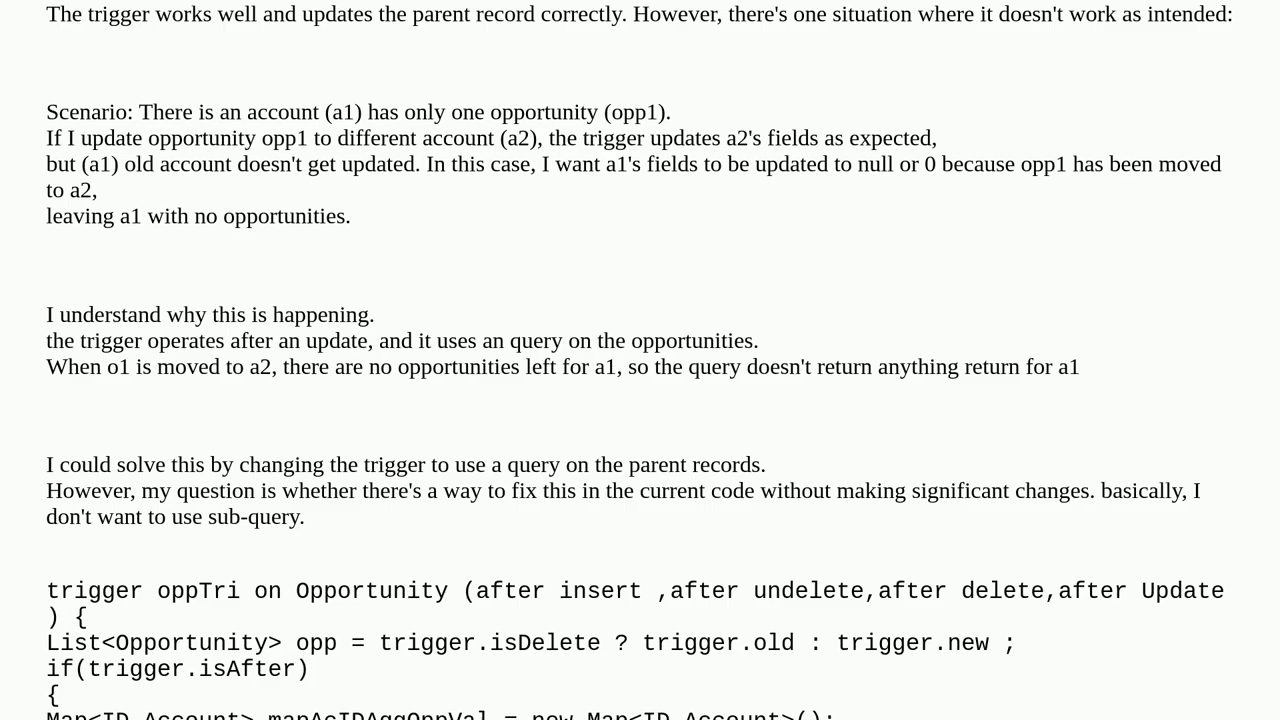 The trigger works well and updates the parent record correctly. However, there's one situation where it doesn't work as intended:
Scenario: There is an account (a1) has only one opportunity (opp1).
If I update opportunity opp1 to different account (a2), the trigger updates a2's fields as expected,
but (a1) old account doesn't get updated. In this case, I want a1's fields to be updated to null or 0 because opp1 has been moved
to a2,
leaving a1 with no opportunities.
I understand why this is happening.
the trigger operates after an update, and it uses an query on the opportunities.
When o1 is moved to a2, there are no opportunities left for a1, so the query doesn't return anything return for a1
I could solve this by changing the trigger to use a query on the parent records.
However, my question is whether there's a way to fix this in the current code without making significant changes. basically, I
don't want to use sub-query.
trigger oppTri on Opportunity (after insert ,after undelete,after delete,after Update
) {
List<Opportunity> opp = trigger.isDelete ? trigger.old : trigger.new ;
if(trigger.isAfter)
{
Map<ID,Account> mapAcIDAggOppVal = new Map<ID,Account>();